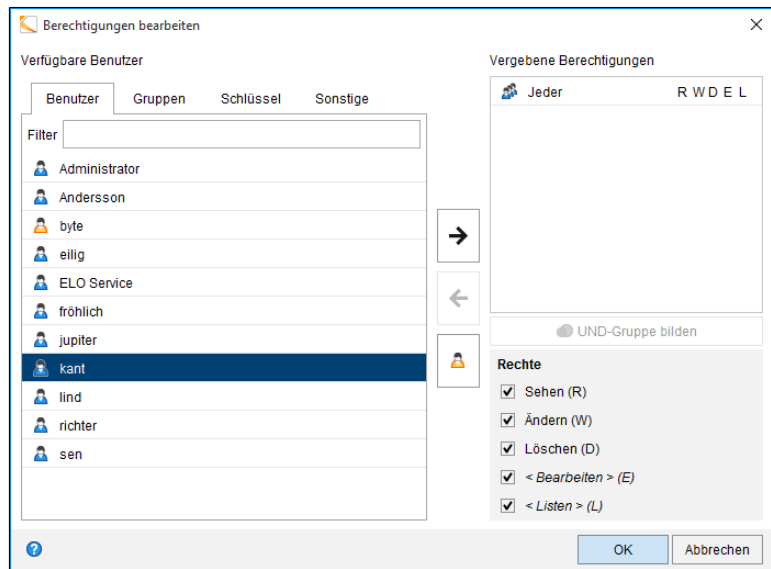 Berechtigungen bearbeiten
Verfügbare Benutzer
Benutzer Gruppen Schlüssel Sonstige
Filter
Administrator
Andersson
byte
eilig
ELO Service
fröhlich
jupiter
kant
lind
richter
sen
Vergebene Berechtigungen
Jeder R W D E L
UND-Gruppe bilden
Rechte
Sehen (R)
Ändern (W)
Löschen (D)
< Bearbeiten > (E)
< Listen > (L)
OK Abbrechen